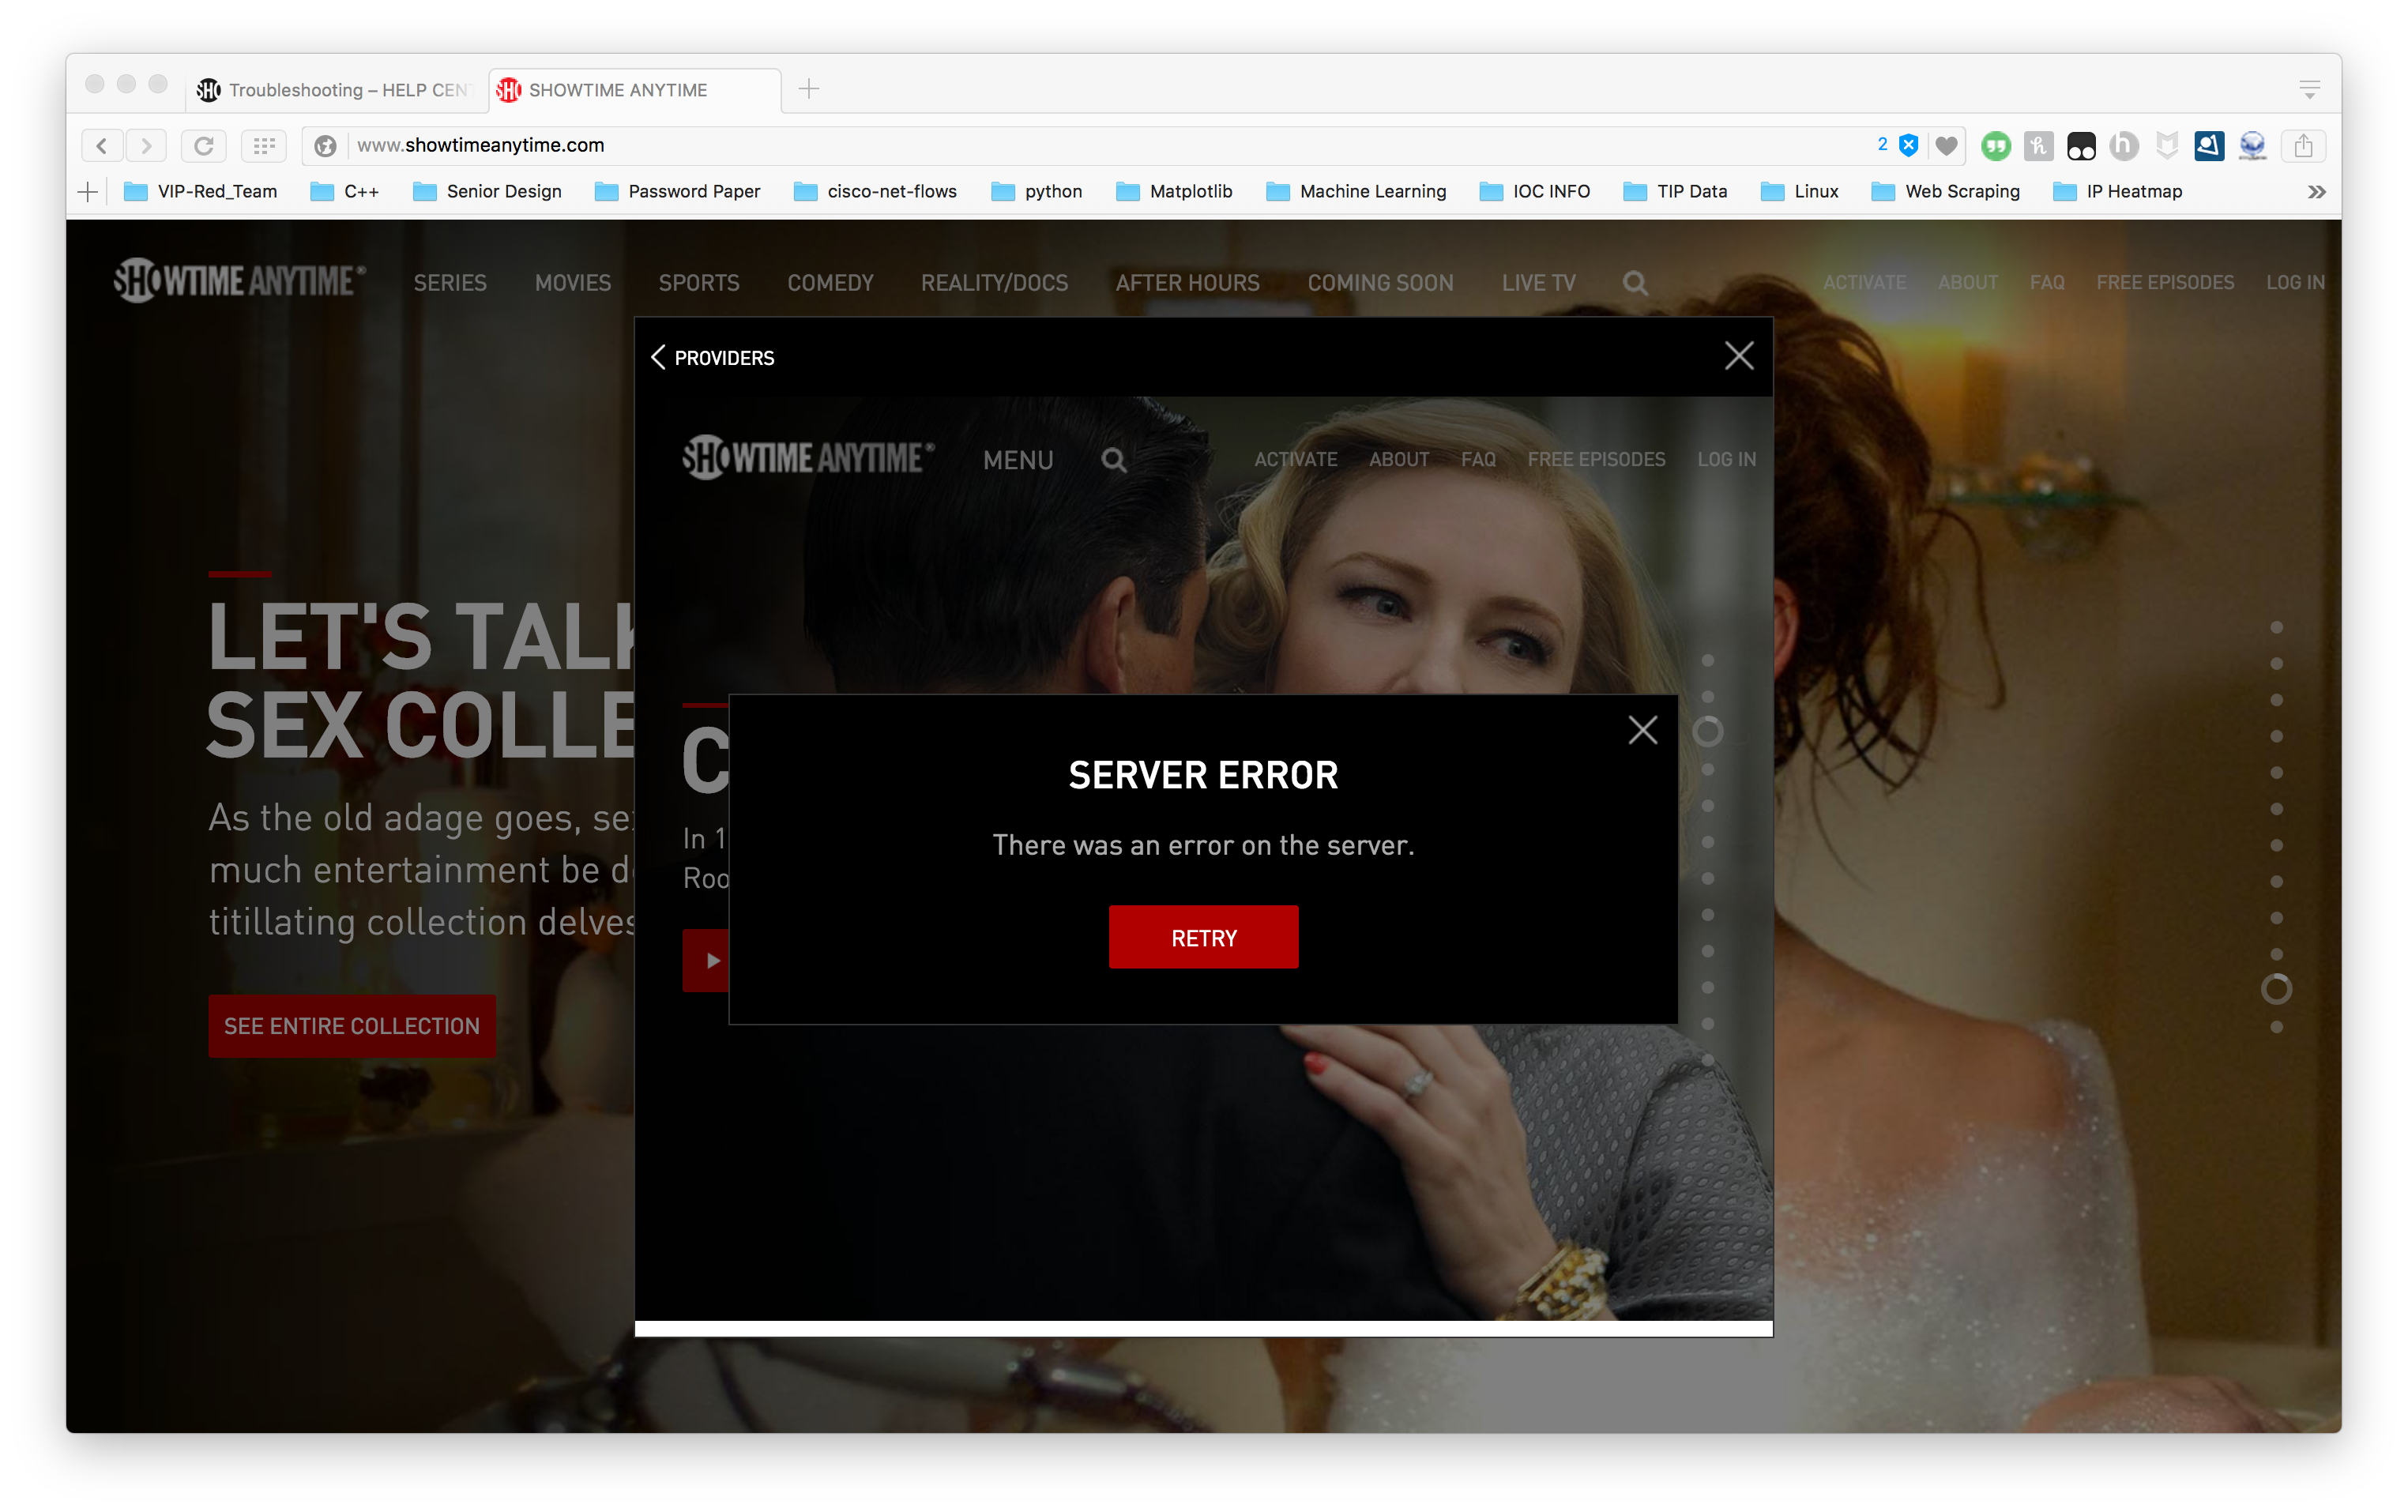 Troubleshooting – HELP CEN
SHOWTIME ANYTIME
www.showtimeanytime.com
2
VIP-Red_Team
C++
Senior Design
Password Paper
cisco-net-flows
python
Matplotlib
Machine Learning
IOC INFO
TIP Data
Linux
Web Scraping
IP Heatmap
SHOWTIME ANYTIME®
SERIES
MOVIES
SPORTS
COMEDY
REALITY/DOCS
AFTER HOURS
COMING SOON
LIVE TV
ACTIVATE
ABOUT
FAQ
FREE EPISODES
LOG IN
PROVIDERS
SHOWTIME ANYTIME®
MENU
ACTIVATE
ABOUT
FAQ
FREE EPISODES
LOG IN
LET'S TALK
SEX COLLE
As the old adage goes, se
much entertainment be d
titillating collection delves
SEE ENTIRE COLLECTION
C
In 1
Roo
SERVER ERROR
There was an error on the server.
RETRY